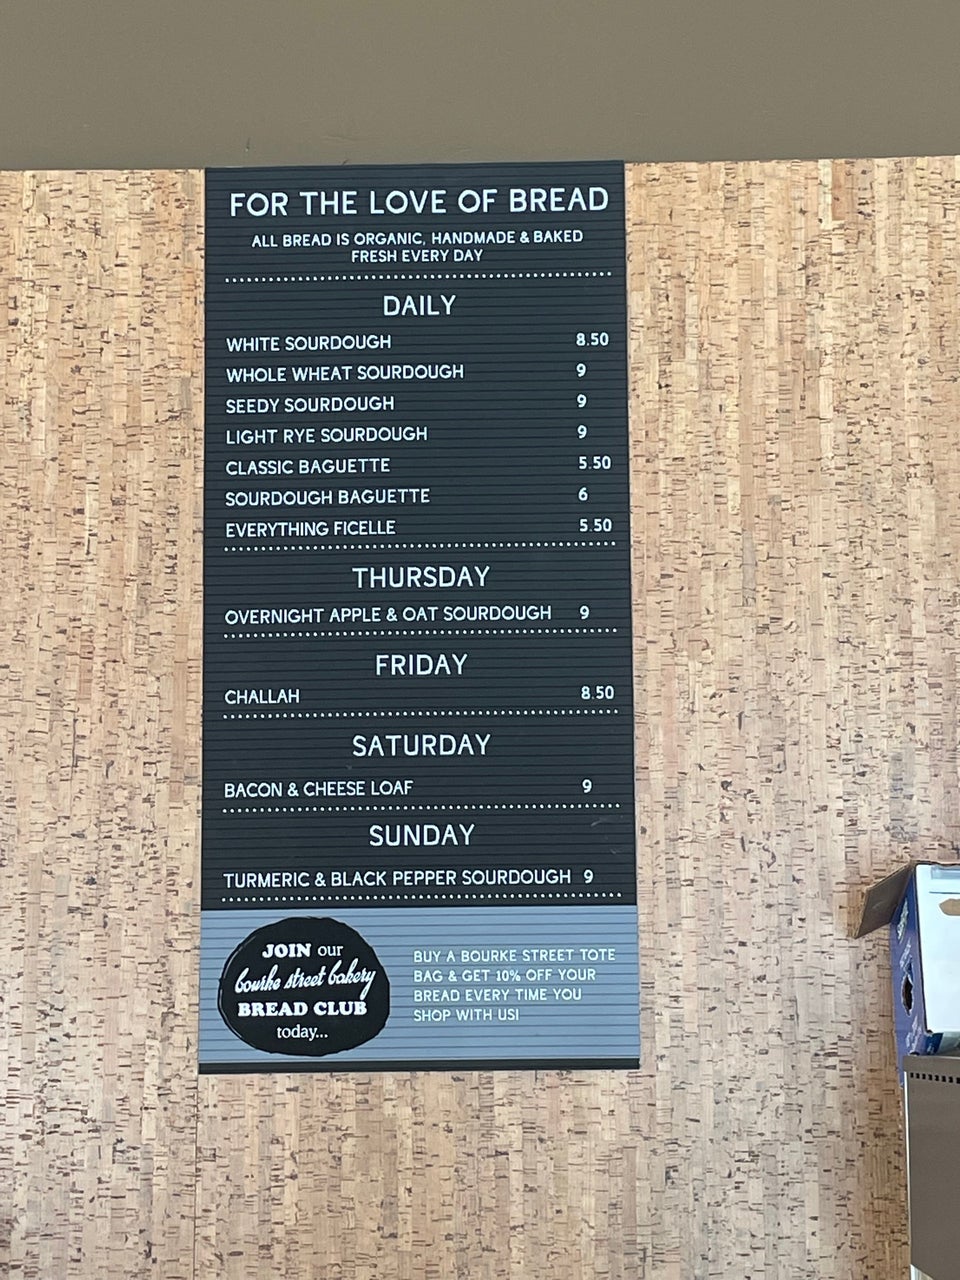 FOR THE LOVE OF BREAD
ALL BREAD IS ORGANIC, HANDMADE & BAKED
FRESH EVERY DAY
DAILY
WHITE SOURDOUGH 8.50
WHOLE WHEAT SOURDOUGH 9
SEEDY SOURDOUGH 9
LIGHT RYE SOURDOUGH 9
CLASSIC BAGUETTE 5.50
SOURDOUGH BAGUETTE 6
EVERYTHING FICELLE 5.50
THURSDAY
OVERNIGHT APPLE & OAT SOURDOUGH 9
FRIDAY
CHALLAH 8.50
SATURDAY
BACON & CHEESE LOAF 9
SUNDAY
TURMERIC & BLACK PEPPER SOURDOUGH 9
JOIN our
bourke street bakery
BREAD CLUB
today...
BUY A BOURKE STREET TOTE
BAG & GET 10% OFF YOUR
BREAD EVERY TIME YOU
SHOP WITH US!